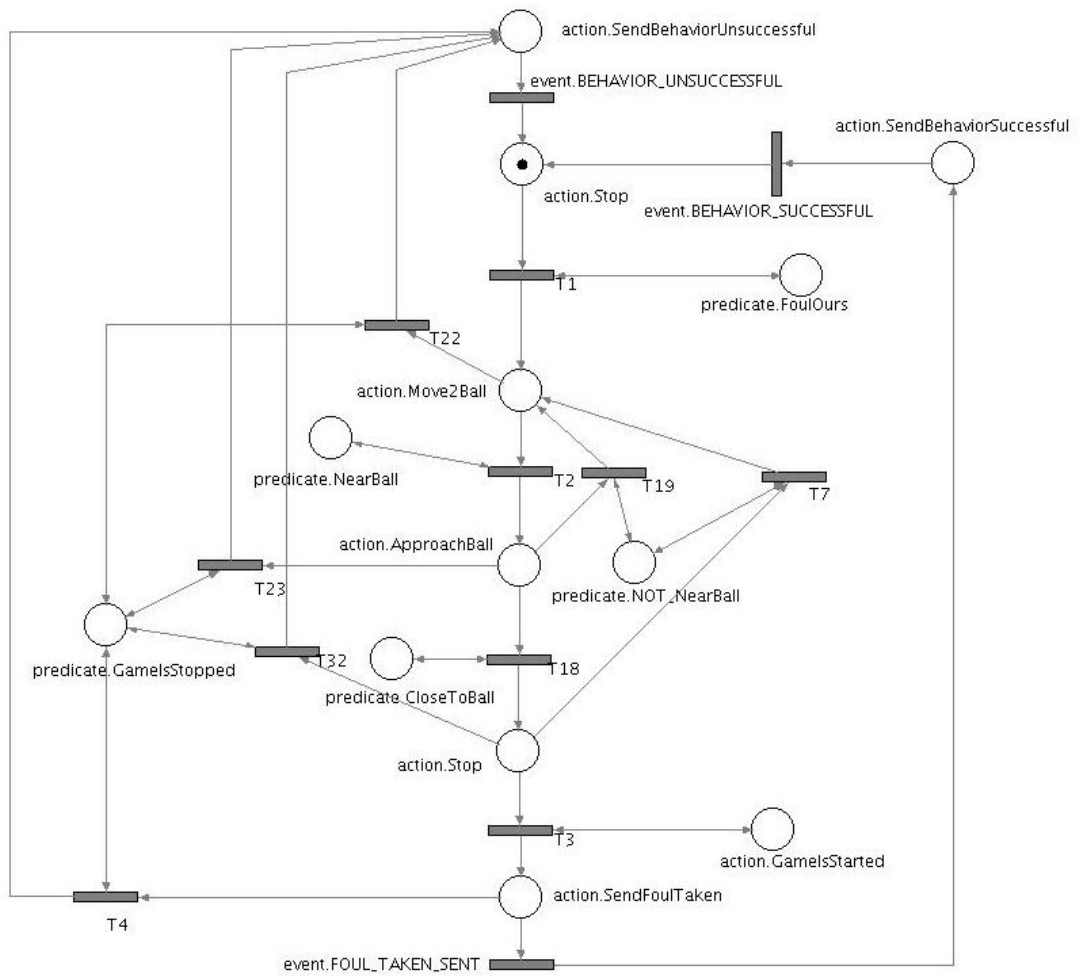 action.SendBehaviorUnsuccessful
event.BEHAVIOR_UNSUCCESSFUL
action.SendBehaviorSuccessful
action.Stop
event.BEHAVIOR_SUCCESSFUL
T1
predicate.FoulOurs
T22
action.Move2Ball
predicate.NearBall
T2
T19
T7
action.ApproachBall
T23
predicate.NOT_NearBall
predicate.GameIsStopped
T32
T18
predicate.CloseToBall
action.Stop
T3
action.GameIsStarted
action.SendFoulTaken
T4
event.FOUL_TAKEN_SENT